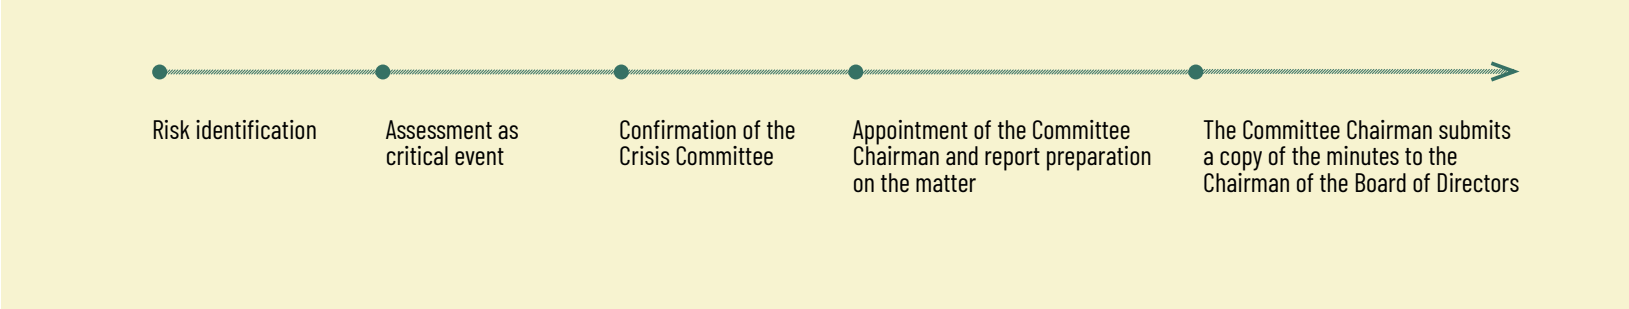 Risk identification
Assessment as
critical event
Confirmation of the
Crisis Committee
Appointment of the Committee
Chairman and report preparation
on the matter
The Committee Chairman submits
a copy of the minutes to the
Chairman of the Board of Directors